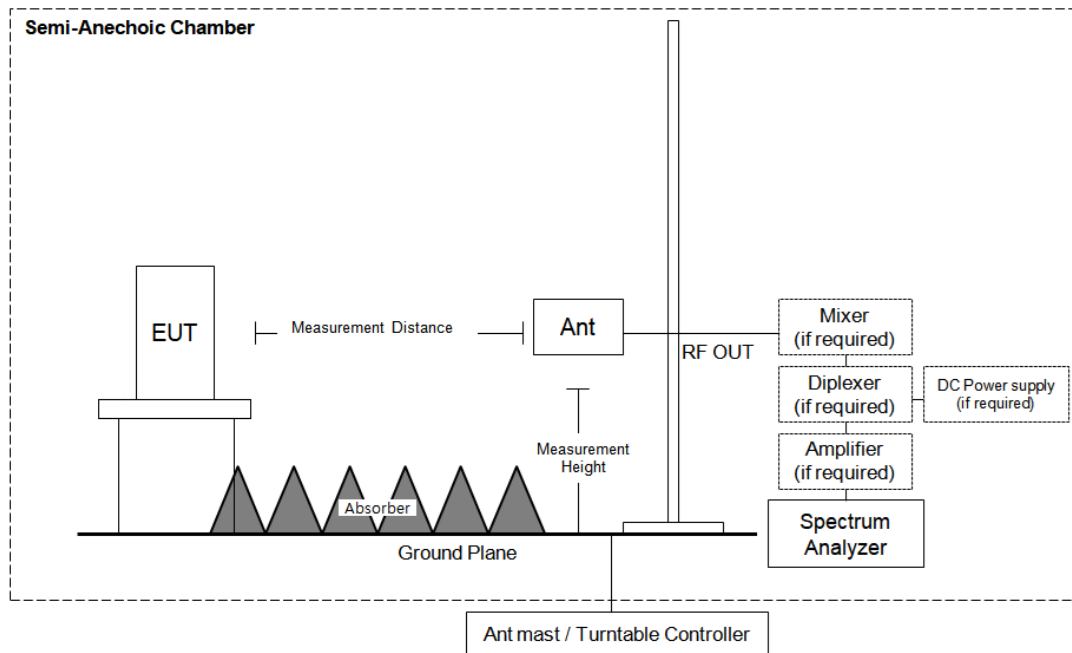 Semi-Anechoic Chamber
EUT
Measurement Distance
Ant
RF OUT
Mixer
(if required)
Diplexer
(if required)
DC Power supply
(if required)
Measurement
Height
Amplifier
(if required)
Absorber
Spectrum
Analyzer
Ground Plane
Ant mast / Turntable Controller